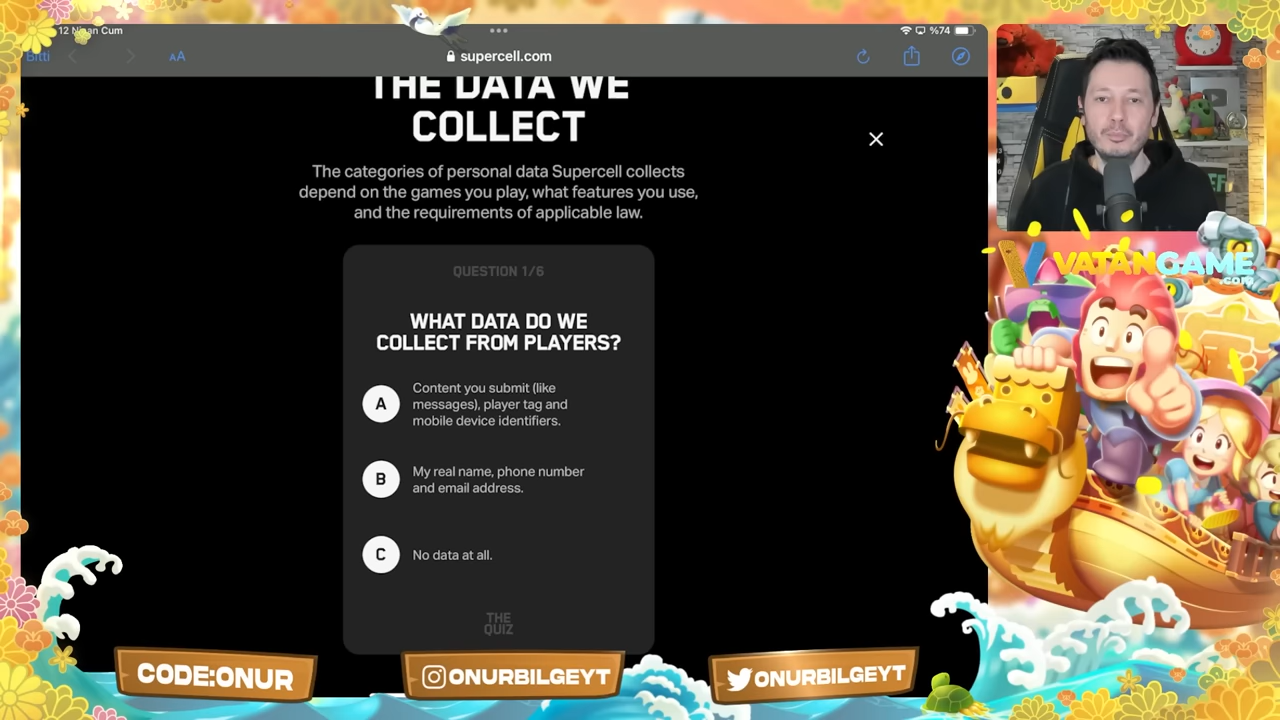 12 Nisan Cum
%74
Bitti
AA
supercell.com
THE DATA WE
COLLECT
The categories of personal data Supercell collects
depend on the games you play, what features you use,
and the requirements of applicable law.
QUESTION 1/6
WHAT DATA DO WE
COLLECT FROM PLAYERS?
A
Content you submit (like
messages), player tag and
mobile device identifiers.
B
My real name, phone number
and email address.
C
No data at all.
THE
QUIZ
VATANGAME
.com
CODE:ONUR
ONURBILGEYT
ONURBILGEYT